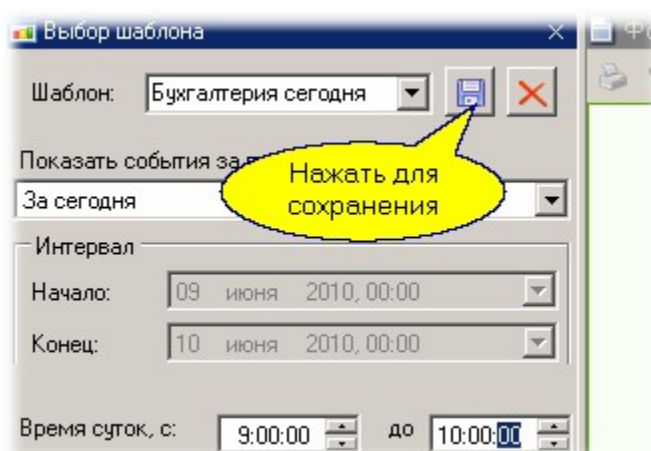 Выбор шаблона
Шаблон: Бухгалтерия сегодня
Показать события за
Нажать для
сохранения
За сегодня
Интервал
Начало: 09 июня 2010, 00:00
Конец: 10 июня 2010, 00:00
Время суток, с: 9:00:00 до 10:00:00